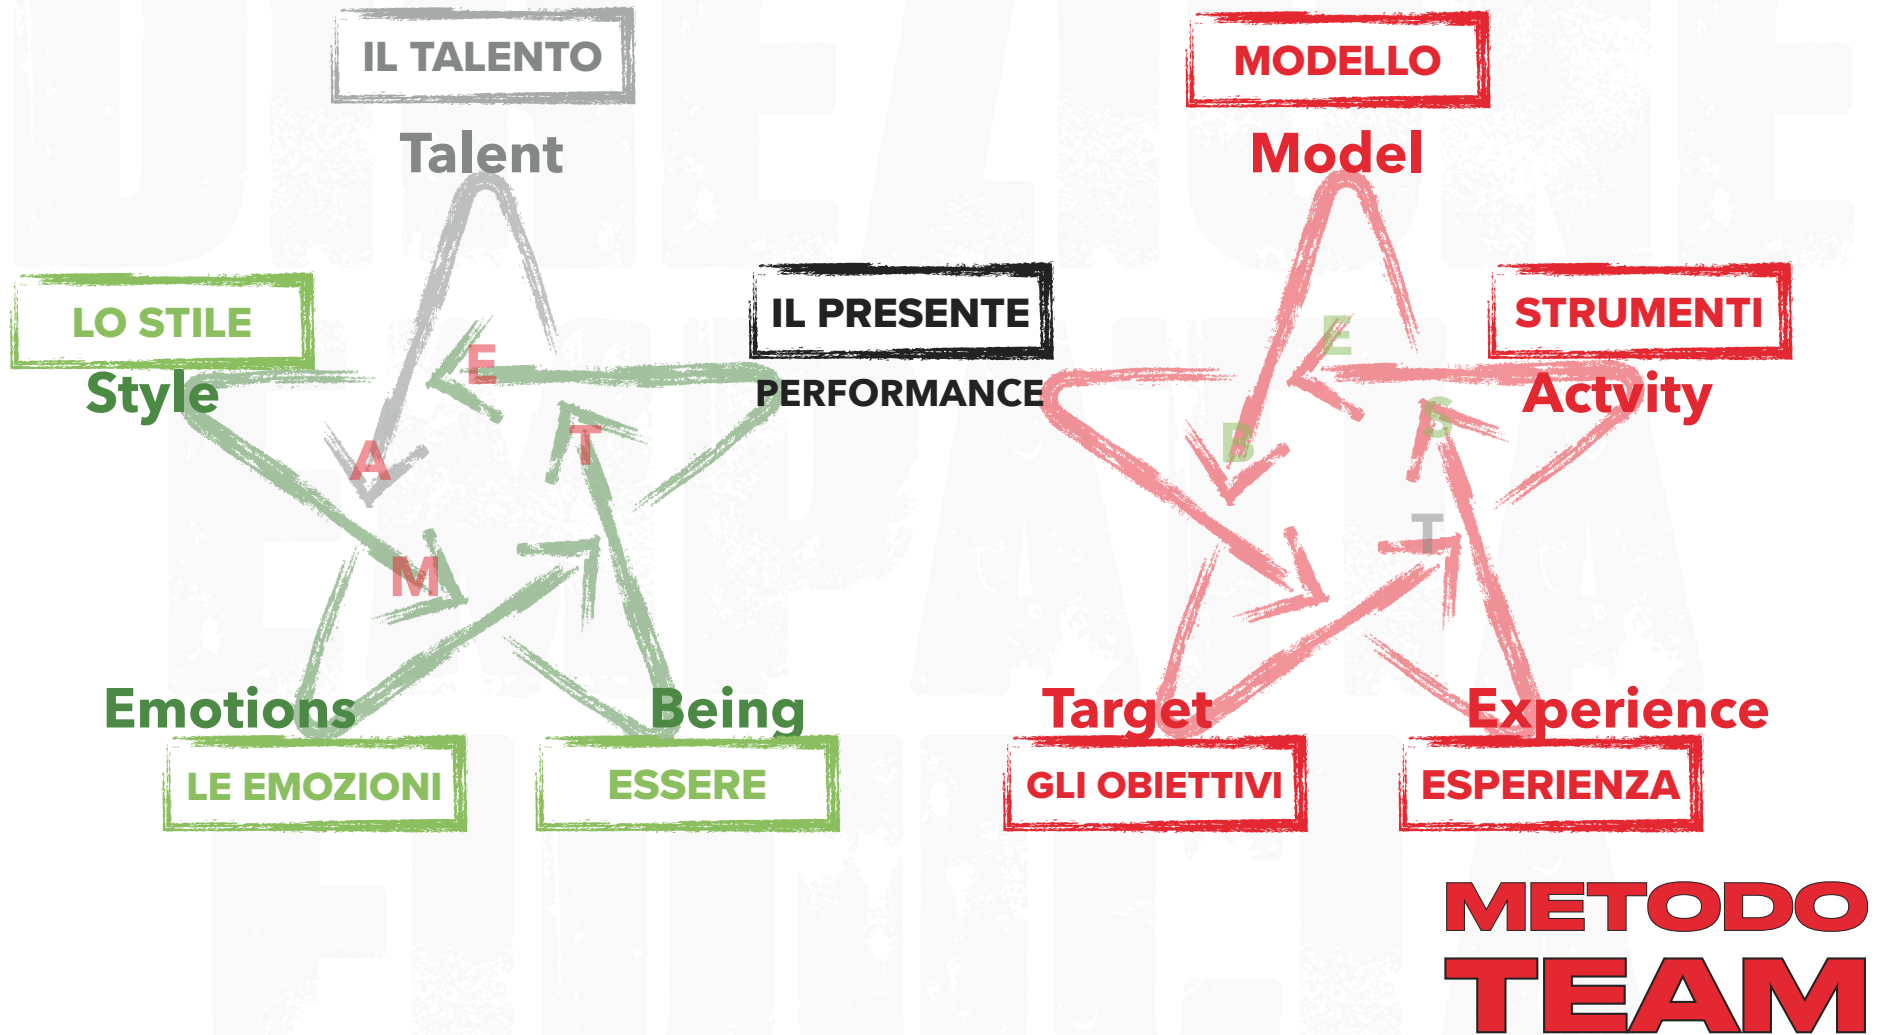 IL TALENTO
Talent
LO STILE
Style
IL PRESENTE
PERFORMANCE
E
A
T
M
Emotions
LE EMOZIONI
Being
ESSERE
MODELLO
Model
STRUMENTI
Actvity
E
B
S
T
Target
GLI OBIETTIVI
Experience
ESPERIENZA
METODO
TEAM